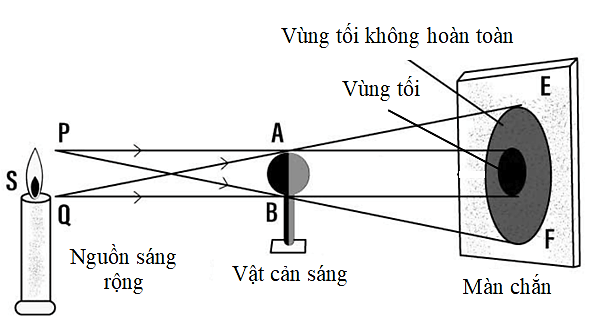 Vùng tối không hoàn toàn
Vùng tối
E
P
A
S
Q
B
F
Nguồn sáng
rộng
Vật cản sáng
Màn chắn